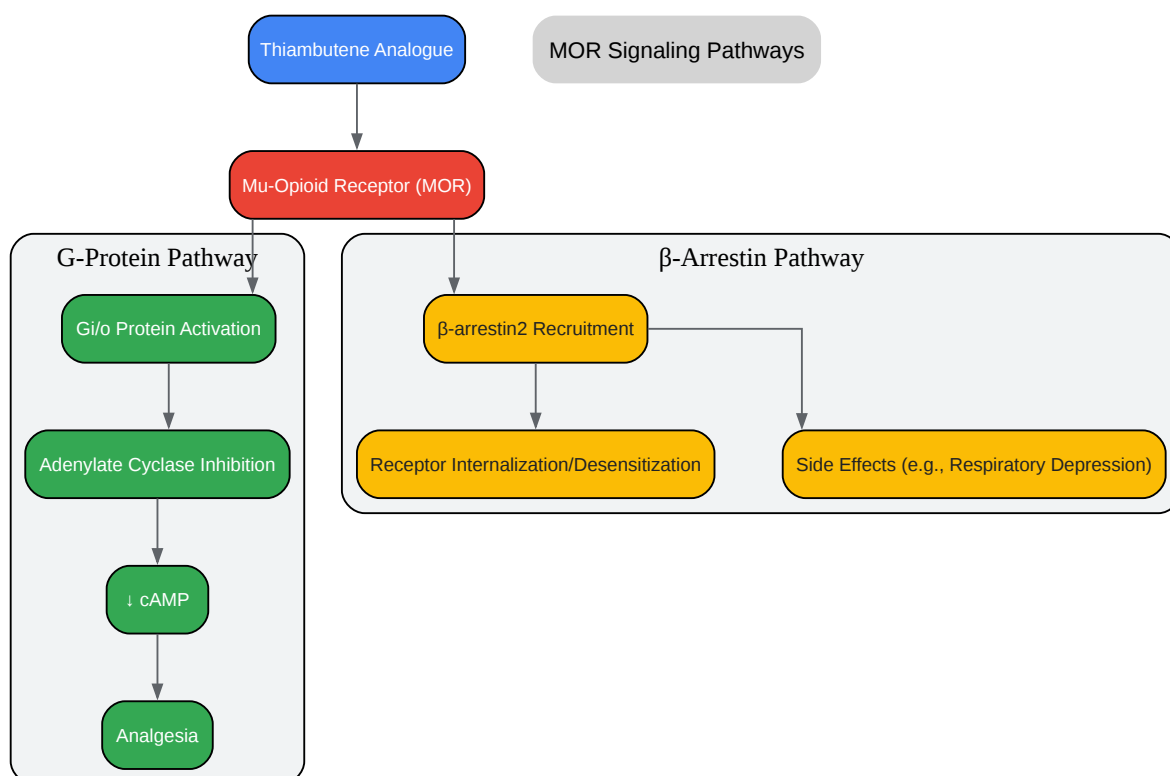 Thiambutene Analogue
MOR Signaling Pathways
Mu-Opioid Receptor (MOR)
G-Protein Pathway
β-Arrestin Pathway
Gi/o Protein Activation
β-arrestin2 Recruitment
Adenylate Cyclase Inhibition
Receptor Internalization/Desensitization
Side Effects (e.g., Respiratory Depression)
↓ cAMP
Analgesia